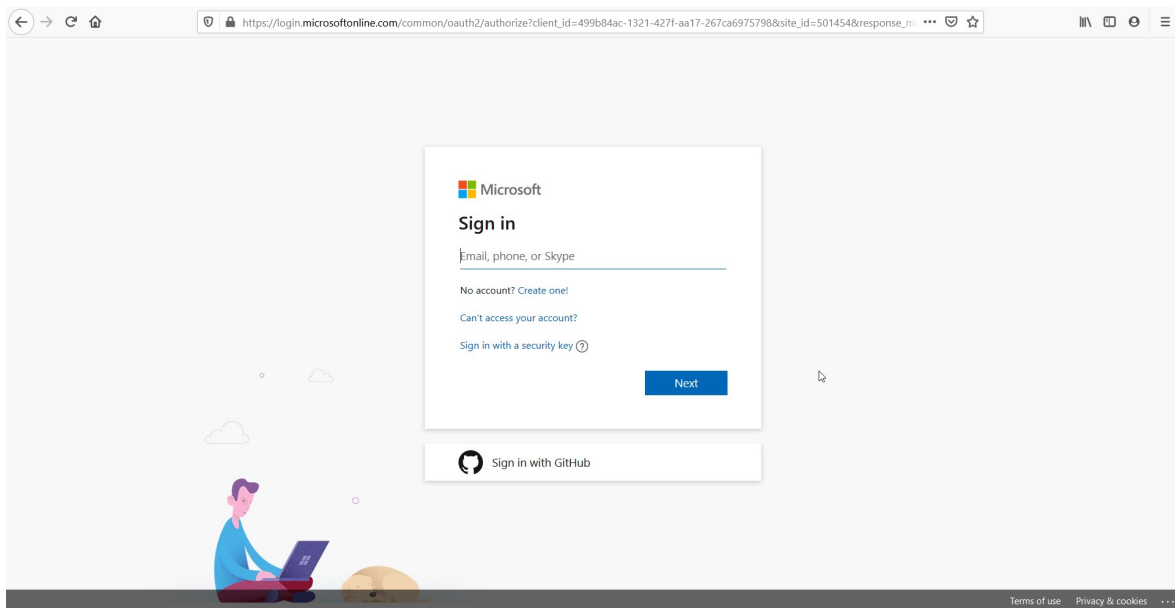 https://login.microsoftonline.com/common/oauth2/authorize?client_id=499b84ac-1321-427f-aa17-267ca6975798&site_id=501454&response_m
Microsoft
Sign in
Email, phone, or Skype
No account? Create one!
Can't access your account?
Sign in with a security key
Next
Sign in with GitHub
Terms of use Privacy & cookies ...